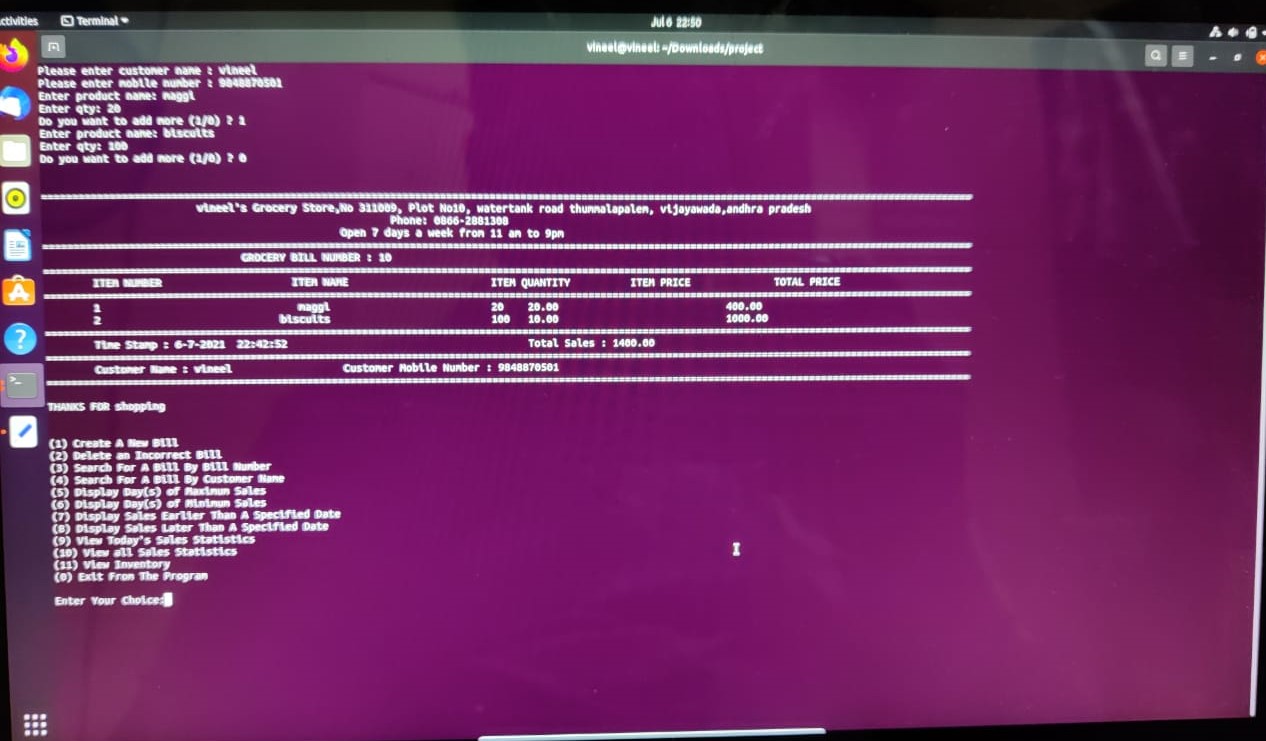 Activities Terminal Jul 6 22:50
vineel@vineel: ~/Downloads/project
Please enter customer name : vineel
Please enter mobile number : 9848870501
Enter product name: maggi
Enter qty: 20
Do you want to add more (1/0) ? 1
Enter product name: biscuits
Enter qty: 100
Do you want to add more (1/0) ? 0
vineel's Grocery Store,No 311009, Plot No10, watertank road thummalapalem, vijayawada,andhra pradesh
Phone: 0866-2881308
Open 7 days a week from 11 am to 9pm
GROCERY BILL NUMBER : 10
ITEM NUMBER ITEM NAME ITEM QUANTITY ITEM PRICE TOTAL PRICE
1 maggi 20 20.00 400.00
2 biscuits 100 10.00 1000.00
Time Stamp : 6-7-2021 22:42:52 Total Sales : 1400.00
Customer Name : vineel Customer Mobile Number : 9848870501
THANKS FOR shopping
(1) Create A New Bill
(2) Delete an Incorrect Bill
(3) Search For A Bill By Bill Number
(4) Search For A Bill By Customer Name
(5) Display Day(s) of Maximum Sales
(6) Display Day(s) of Minimum Sales
(7) Display Sales Earlier Than A Specified Date
(8) Display Sales Later Than A Specified Date
(9) View Today's Sales Statistics
(10) View all Sales Statistics
(11) View Inventory
(0) Exit From The Program
Enter Your Choice: